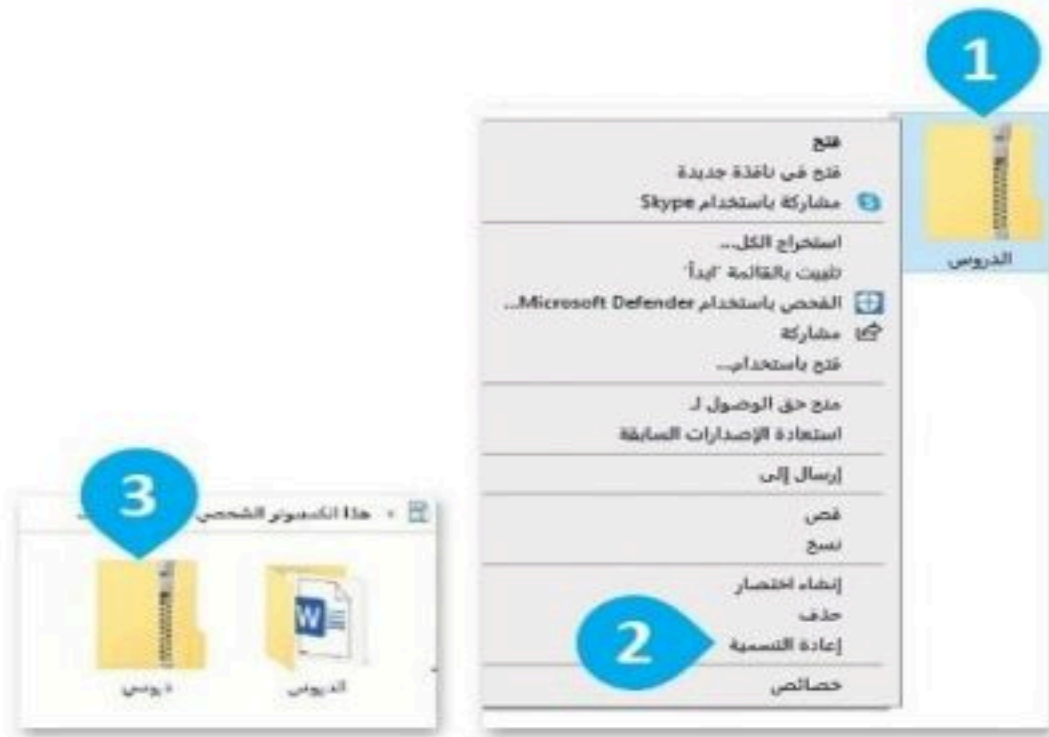 1
الدروس
فتح
فتح في نافذة جديدة
مشاركة باستخدام Skype
استخراج الكل...
تثبيت بالقائمة "ابدأ"
الفحص باستخدام Microsoft Defender...
مشاركة
فتح باستخدام...
منح حق الوصول لـ
استعادة الإصدارات السابقة
إرسال إلى
قص
نسخ
إنشاء اختصار
حذف
2
إعادة التسمية
خصائص
3
هذا الكمبيوتر الشخصي
W
الدروس
دروسي